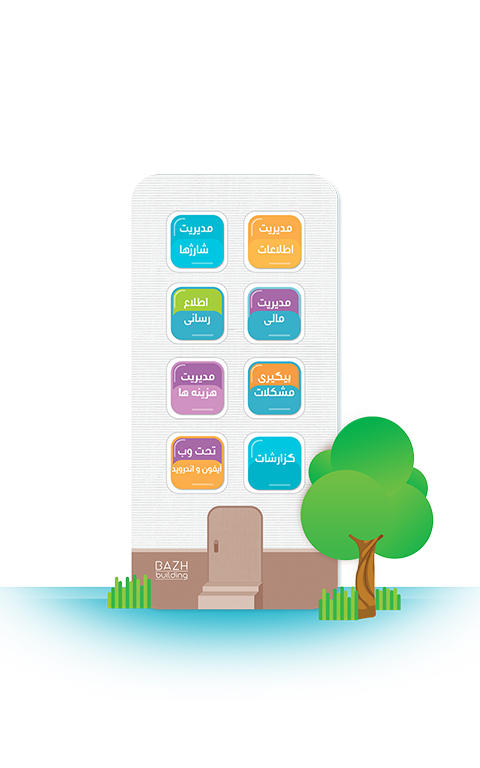 مدیریت
اطلاعات
مدیریت
شارژها
مدیریت
مالی
اطلاع
رسانی
پیگیری
مشکلات
مدیریت
هزینه ها
گزارشات
تحت وب
آیفون و اندروید
BAZH
building